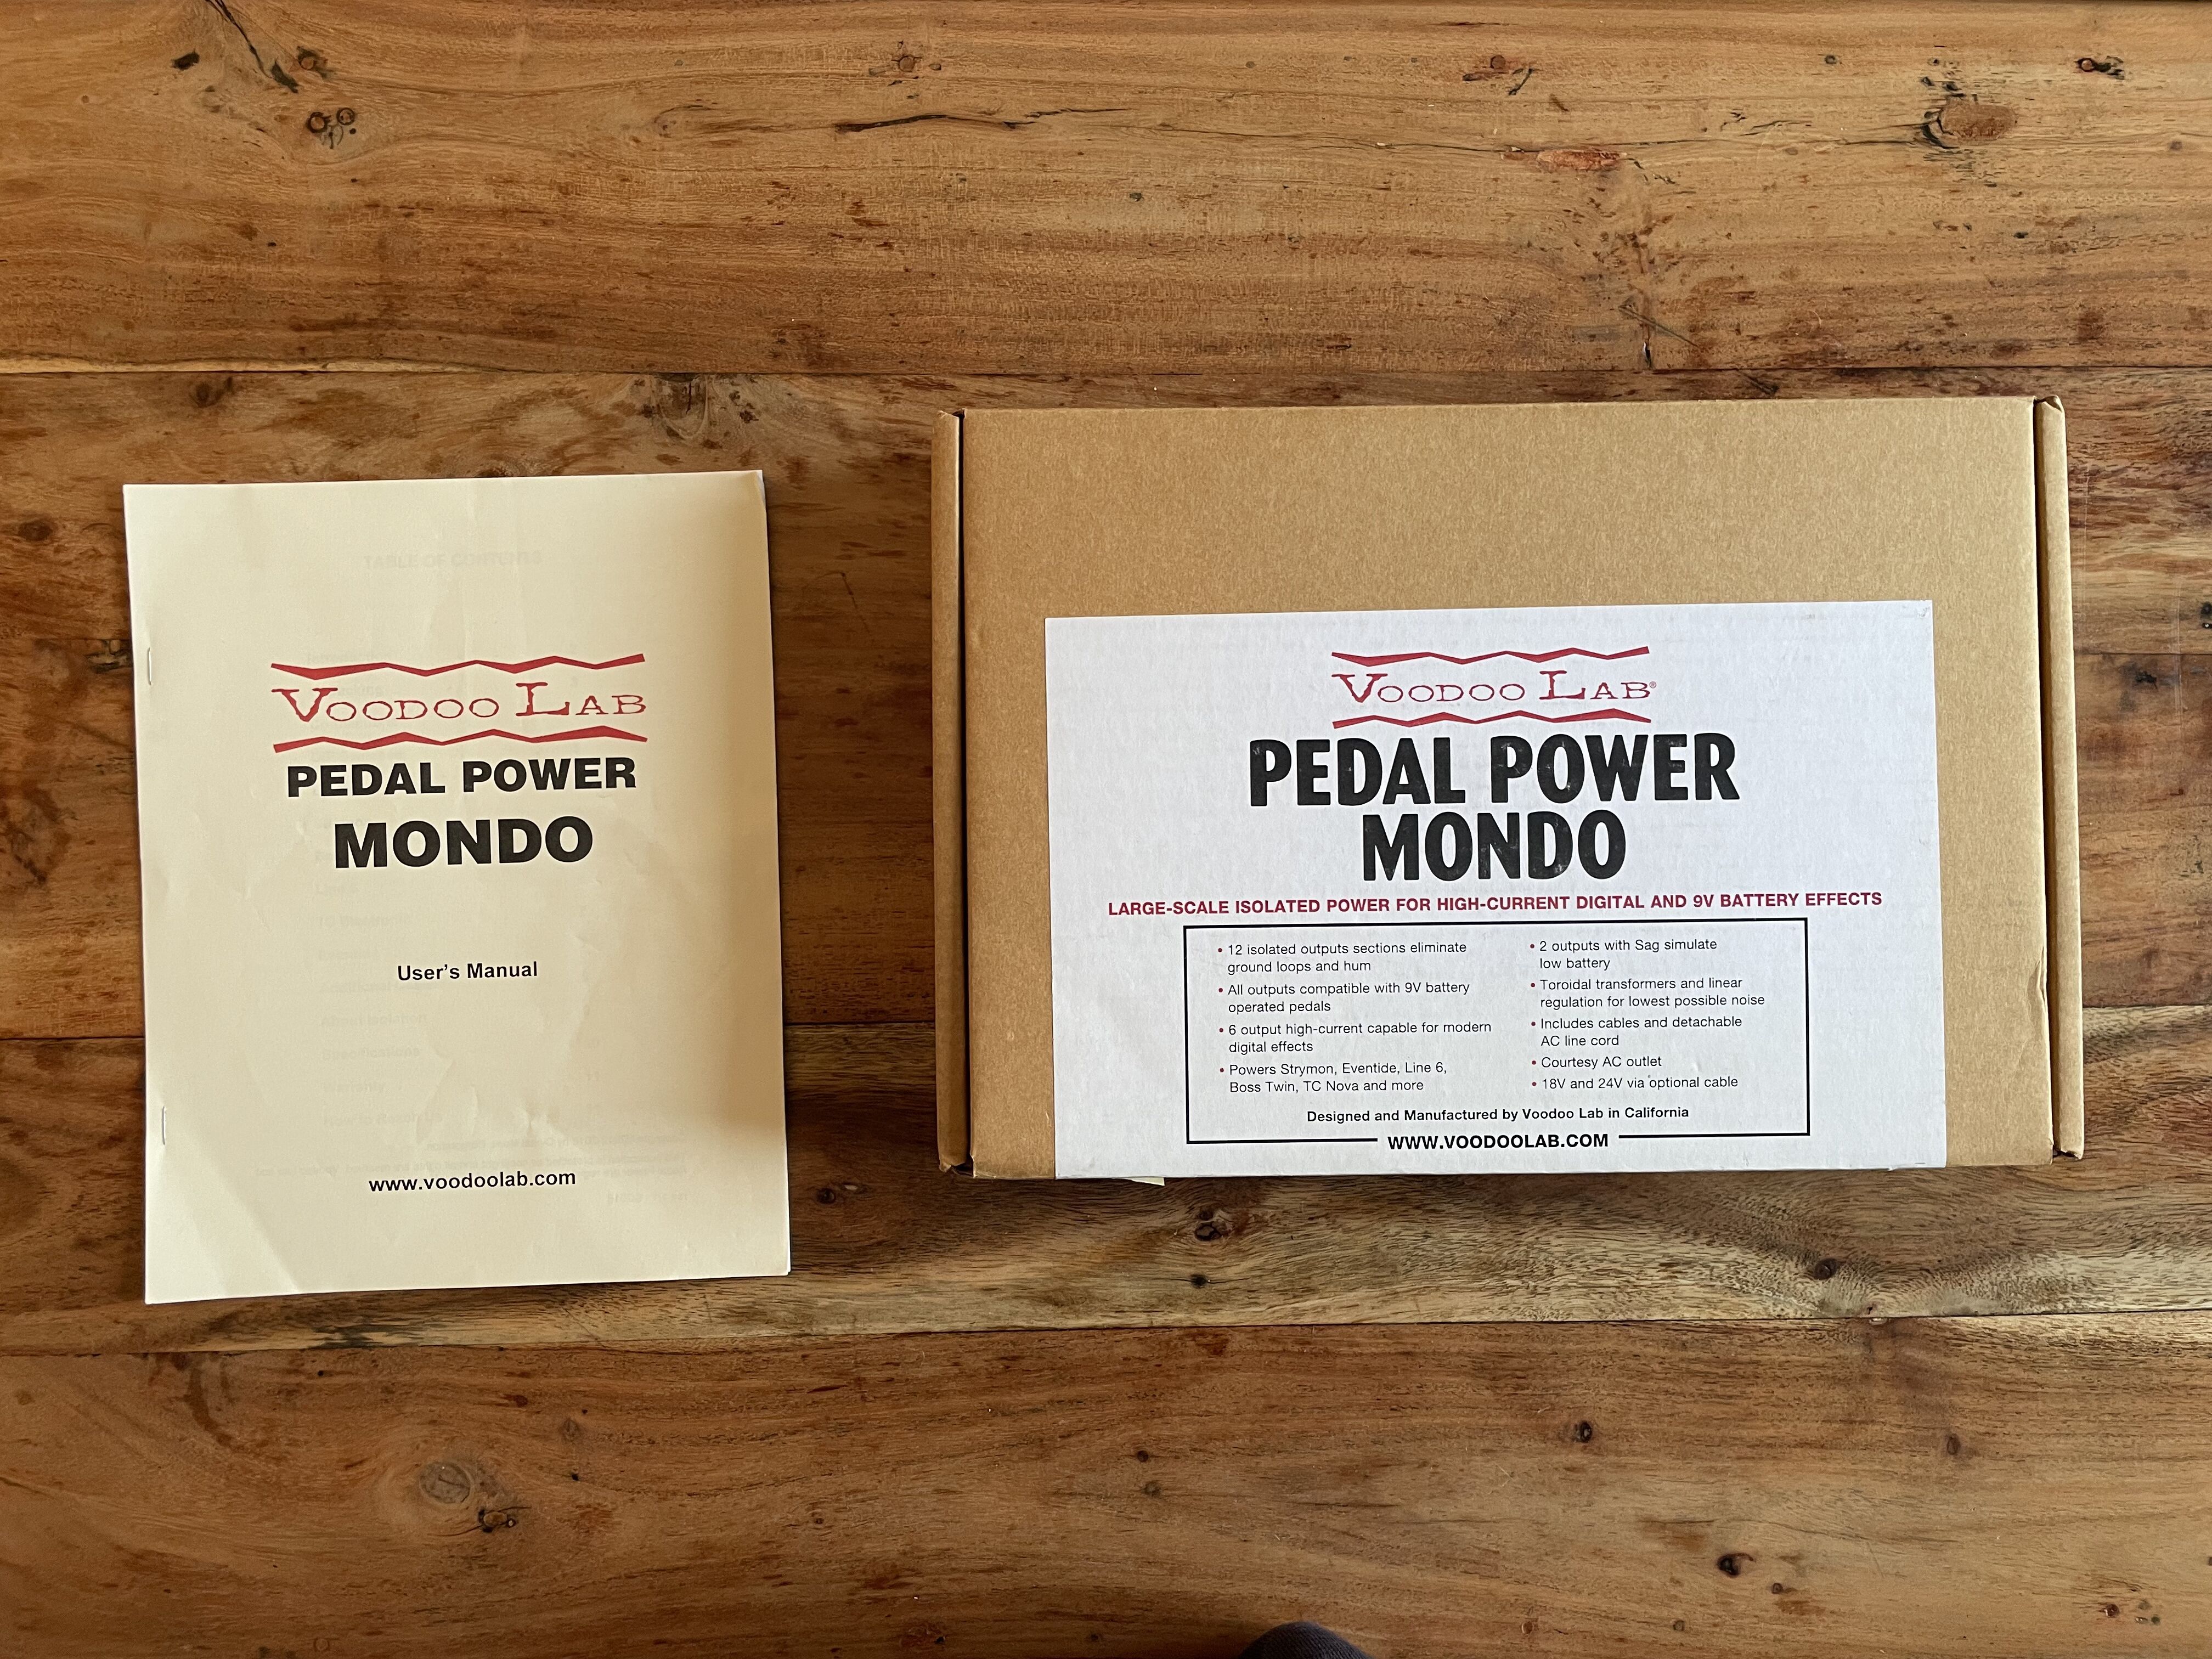 VOODOO LAB
PEDAL POWER
MONDO
User's Manual
www.voodoolab.com
VOODOO LAB®
PEDAL POWER
MONDO
LARGE-SCALE ISOLATED POWER FOR HIGH-CURRENT DIGITAL AND 9V BATTERY EFFECTS
• 12 isolated outputs sections eliminate
ground loops and hum
• All outputs compatible with 9V battery
operated pedals
• 6 output high-current capable for modern
digital effects
• Powers Strymon, Eventide, Line 6,
Boss Twin, TC Nova and more
• 2 outputs with Sag simulate
low battery
• Toroidal transformers and linear
regulation for lowest possible noise
• Includes cables and detachable
AC line cord
• Courtesy AC outlet
• 18V and 24V via optional cable
Designed and Manufactured by Voodoo Lab in California
WWW.VOODOOLAB.COM